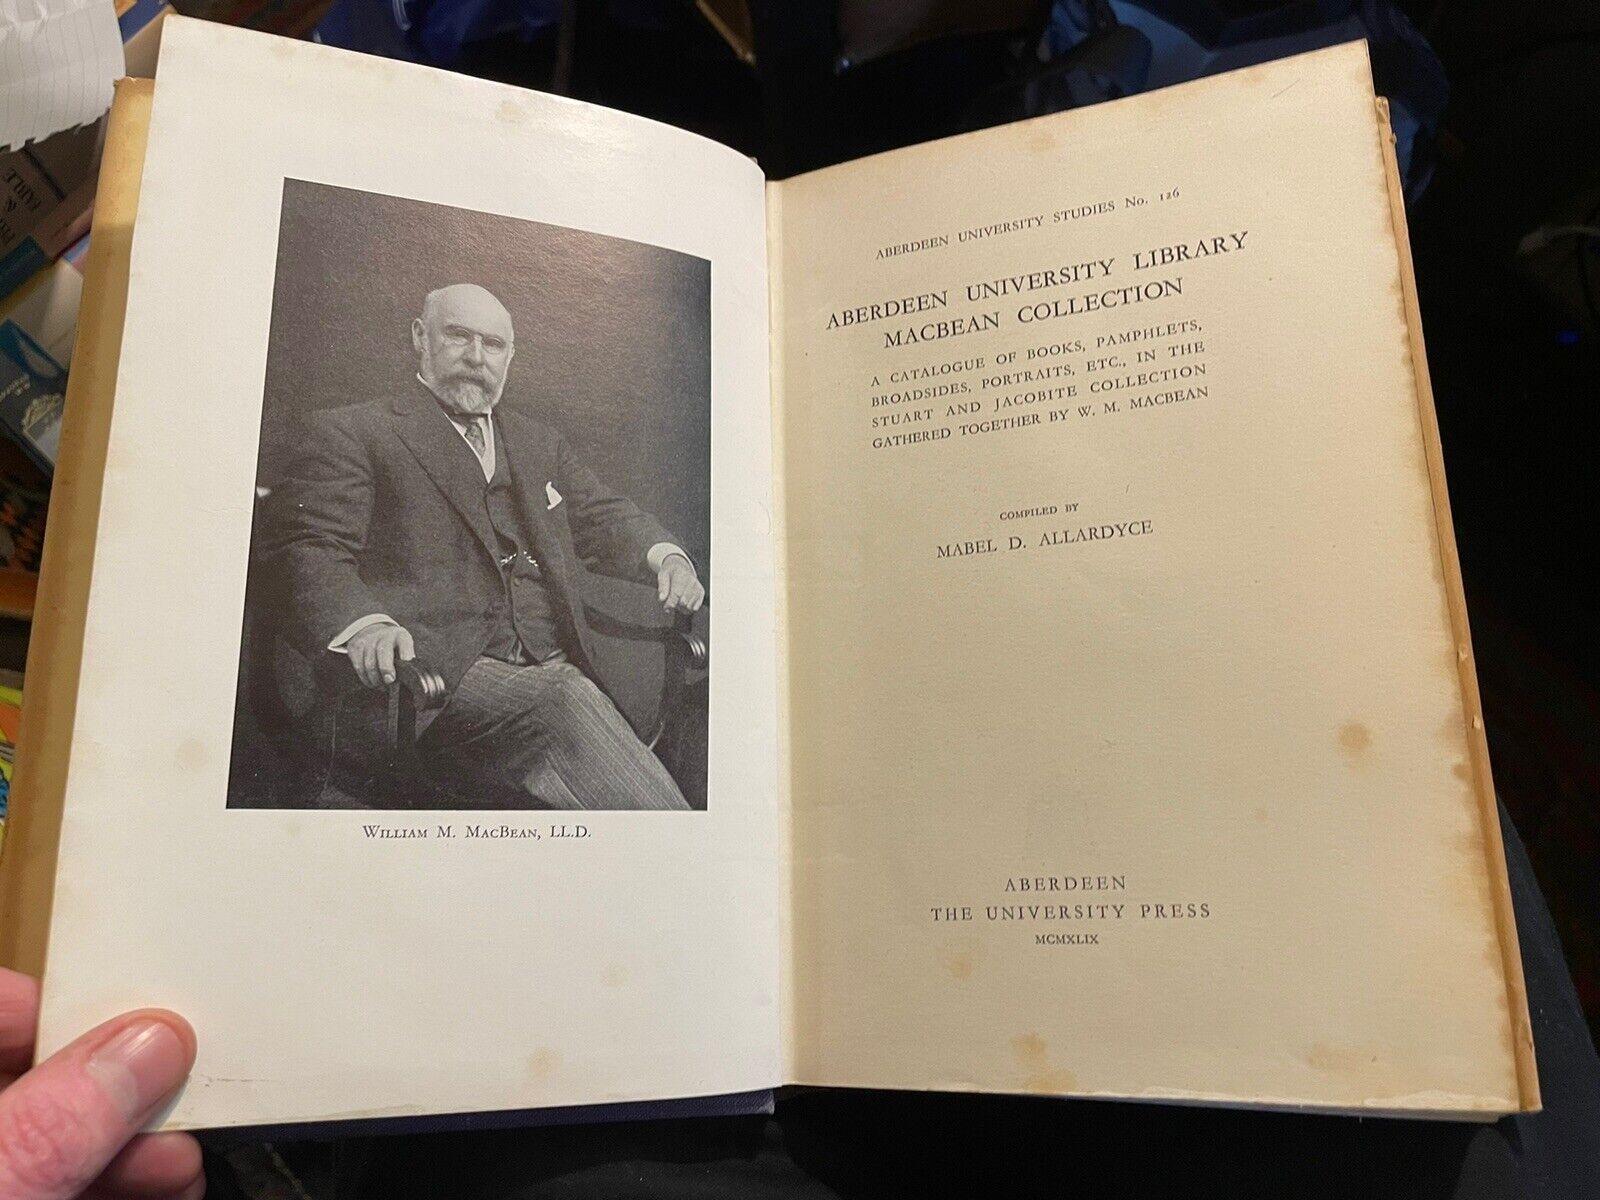 William M. MacBean, LL.D.
ABERDEEN UNIVERSITY STUDIES No. 126
ABERDEEN UNIVERSITY LIBRARY
MACBEAN COLLECTION
A CATALOGUE OF BOOKS, PAMPHLETS,
BROADSIDES, PORTRAITS, ETC., IN THE
STUART AND JACOBITE COLLECTION
GATHERED TOGETHER BY W. M. MACBEAN
COMPILED BY
MABEL D. ALLARDYCE
ABERDEEN
THE UNIVERSITY PRESS
MCMXLIX